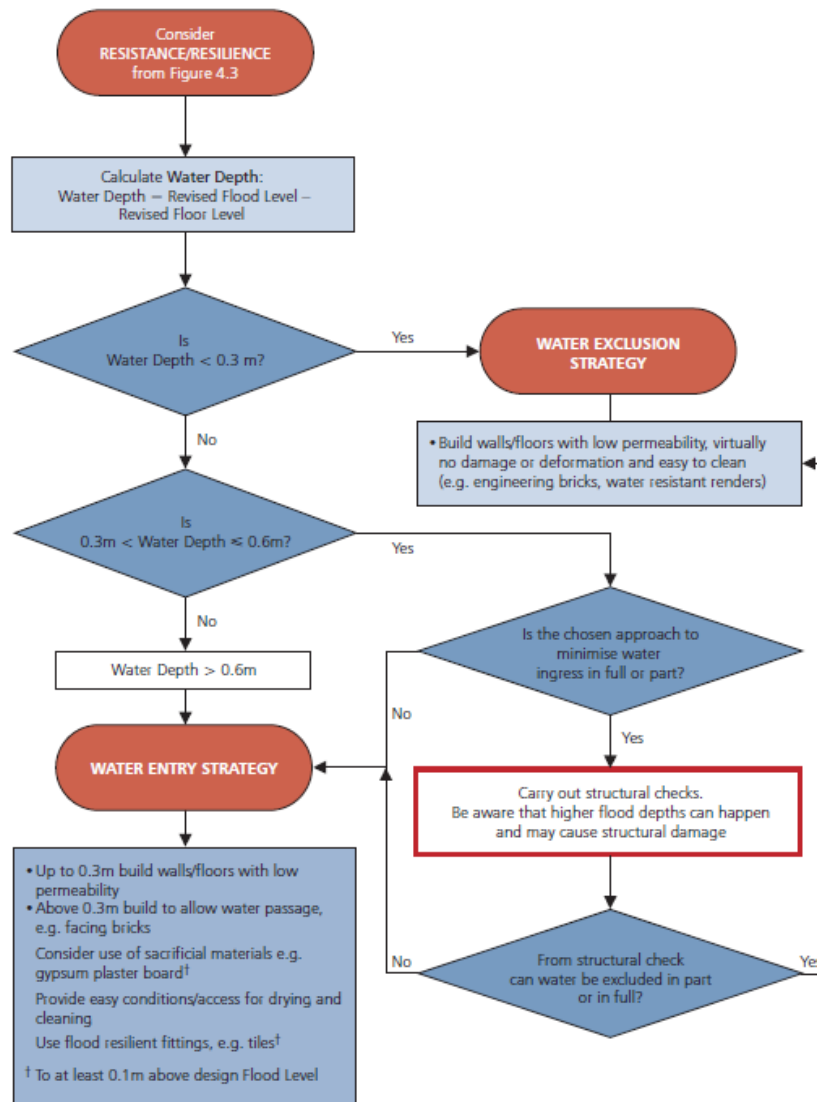 Consider
RESISTANCE/RESILIENCE
from Figure 4.3
Calculate Water Depth:
Water Depth = Revised Flood Level –
Revised Floor Level
Is
Water Depth < 0.3 m?
Yes
WATER EXCLUSION
STRATEGY
No
• Build walls/floors with low permeability, virtually
no damage or deformation and easy to clean
(e.g. engineering bricks, water resistant renders)
Is
0.3m < Water Depth ⩽ 0.6m?
Yes
No
Water Depth > 0.6m
Is the chosen approach to
minimise water
ingress in full or part?
No
Yes
WATER ENTRY STRATEGY
Carry out structural checks.
Be aware that higher flood depths can happen
and may cause structural damage
• Up to 0.3m build walls/floors with low
permeability
• Above 0.3m build to allow water passage,
e.g. facing bricks
Consider use of sacrificial materials e.g.
gypsum plaster board†
Provide easy conditions/access for drying and
cleaning
Use flood resilient fittings, e.g. tiles†
† To at least 0.1m above design Flood Level
No
From structural check
can water be excluded in part
or in full?
Yes